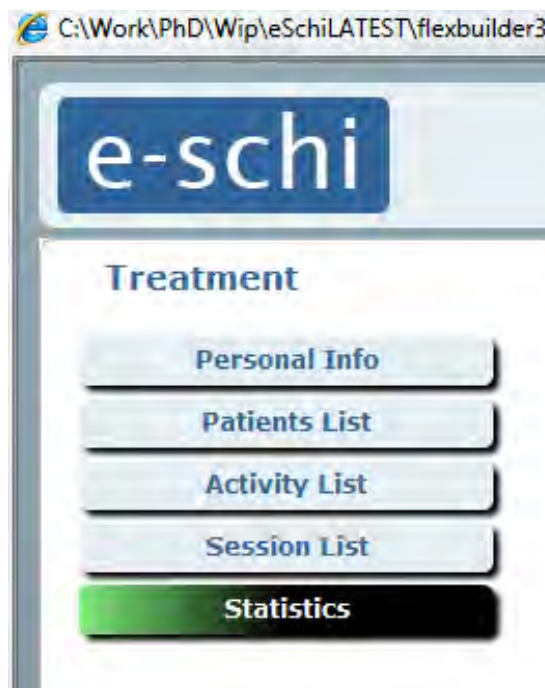 C:\Work\PhD\Wip\eSchiLATEST\flexbuilder3
e-schi
Treatment
Personal Info
Patients List
Activity List
Session List
Statistics